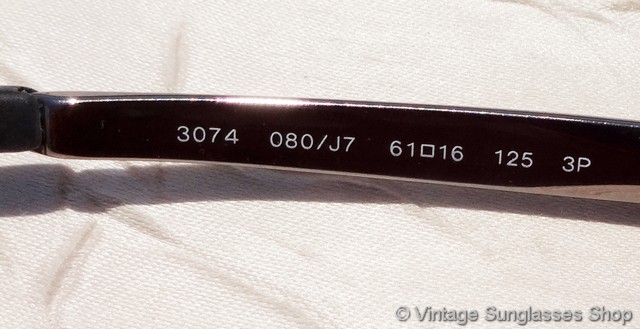 3074 080/J7 61□16 125 3P
© Vintage Sunglasses Shop